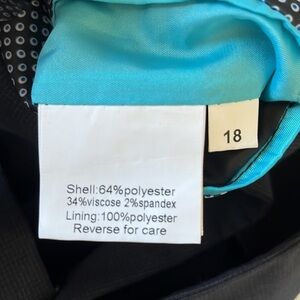 18
Shell:64%polyester
34%viscose 2%spandex
Lining:100%polyester
Reverse for care